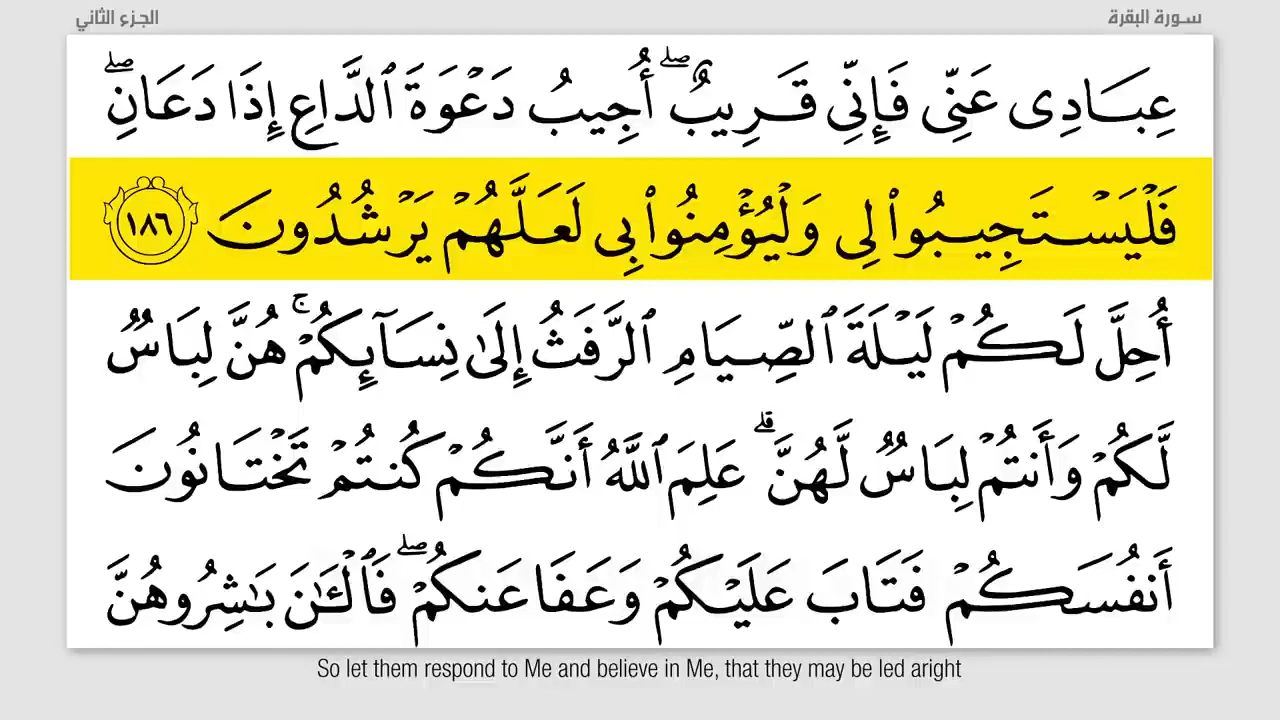 سورة البقرة
الجزء الثاني
عِبَادِى عَنِّى فَإِنِّى قَرِيبٌ ۖ أُجِيبُ دَعْوَةَ ٱلدَّاعِ إِذَا دَعَانِ ۖ
فَلْيَسْتَجِيبُوا۟ لِى وَلْيُؤْمِنُوا۟ بِى لَعَلَّهُمْ يَرْشُدُونَ ١٨٦
أُحِلَّ لَكُمْ لَيْلَةَ ٱلصِّيَامِ ٱلرَّفَثُ إِلَىٰ نِسَآئِكُمْ ۚ هُنَّ لِبَاسٌ
لَّكُمْ وَأَنتُمْ لِبَاسٌ لَّهُنَّ ۗ عَلِمَ ٱللَّهُ أَنَّكُمْ كُنتُمْ تَخْتَانُونَ
أَنفُسَكُمْ فَتَابَ عَلَيْكُمْ وَعَفَا عَنكُمْ ۖ فَٱلْـَٰٔنَ بَـٰشِرُوهُنَّ
So let them respond to Me and believe in Me, that they may be led aright